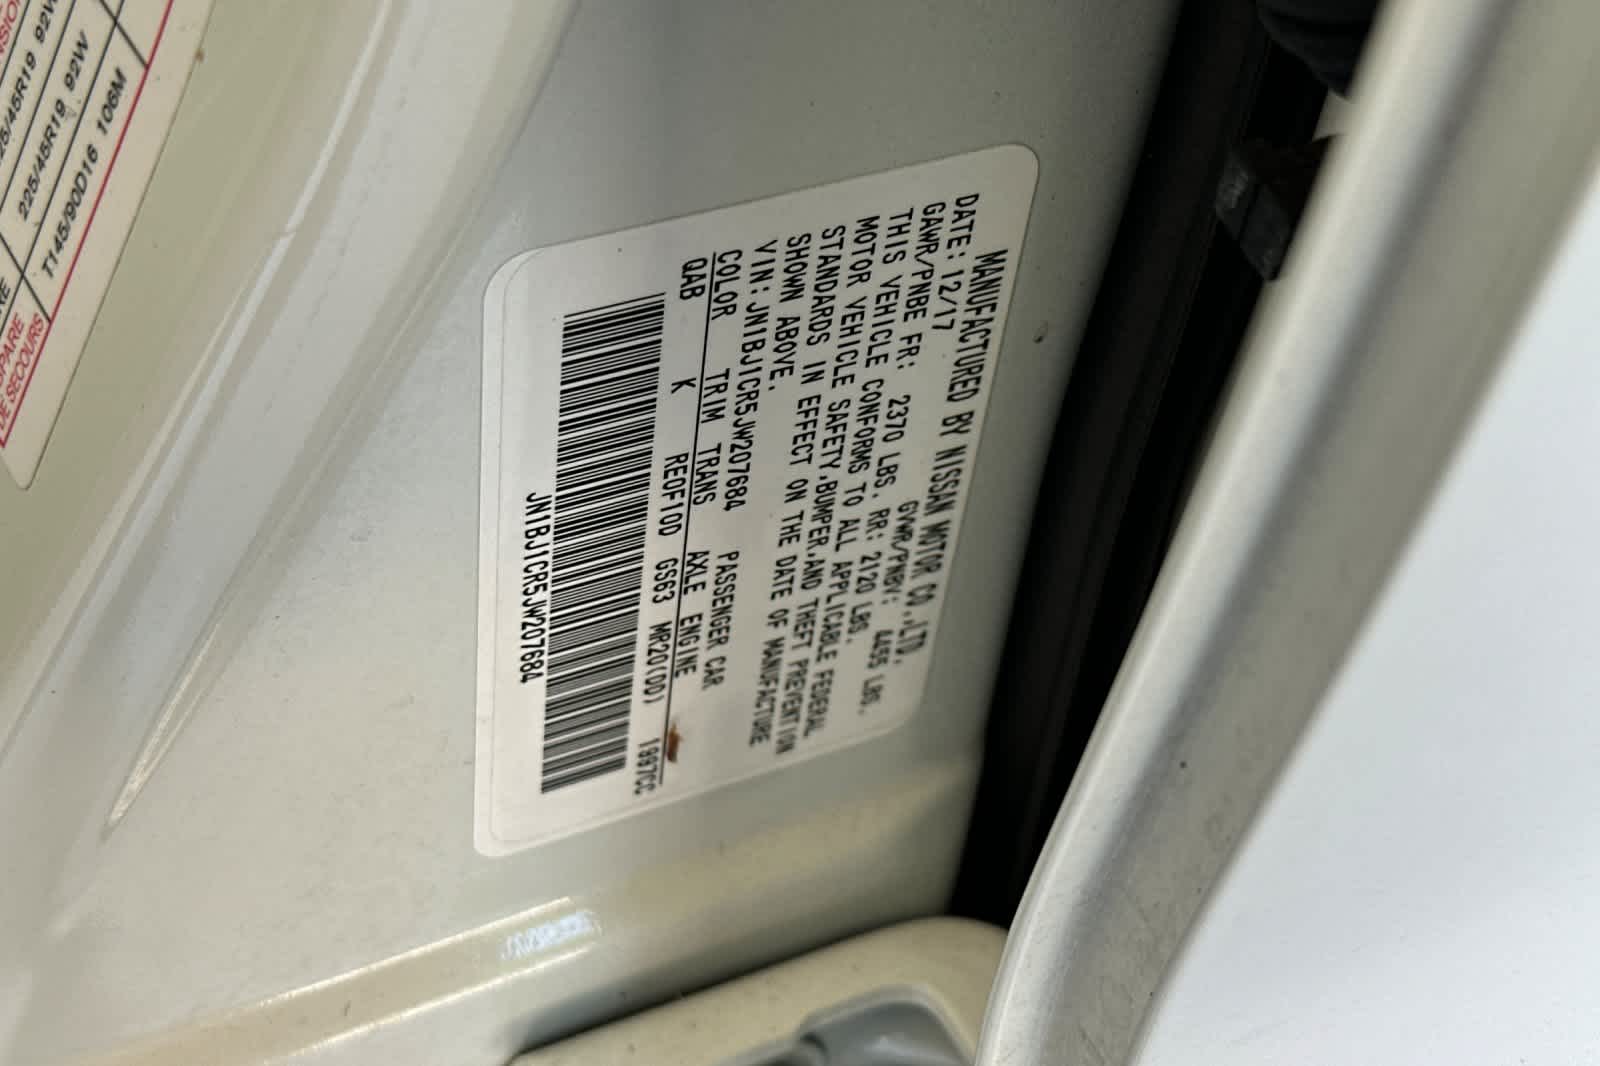 MANUFACTURED BY NISSAN MOTOR CO.,LTD.
DATE: 12/17 GVWR/PNBV: 4455 LBS.
GAWR/PNBE FR: 2370 LBS. RR: 2120 LBS.
THIS VEHICLE CONFORMS TO ALL APPLICABLE FEDERAL
MOTOR VEHICLE SAFETY,BUMPER,AND THEFT PREVENTION
STANDARDS IN EFFECT ON THE DATE OF MANUFACTURE
SHOWN ABOVE.
VIN: JN1BJ1CR5JW207684 PASSENGER CAR
COLOR TRIM TRANS AXLE ENGINE
QAB K RE0F10D GS63 MR20(DD) 1997CC
JN1BJ1CR5JW207684
225/45R19 92W
T145/90D16 106M
SPARE
DE SECOURS